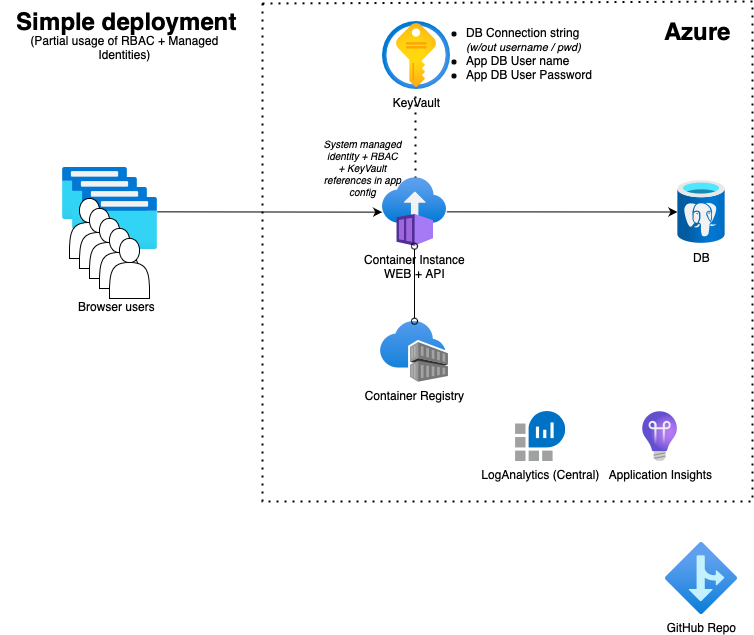 Simple deployment
(Partial usage of RBAC + Managed
Identities)
Azure
DB Connection string
(w/out username / pwd)
App DB User name
App DB User Password
KeyVault
System managed
identity + RBAC
+ KeyVault
references in app
config
Container Instance
WEB + API
DB
Browser users
Container Registry
LogAnalytics (Central)
Application Insights
GitHub Repo